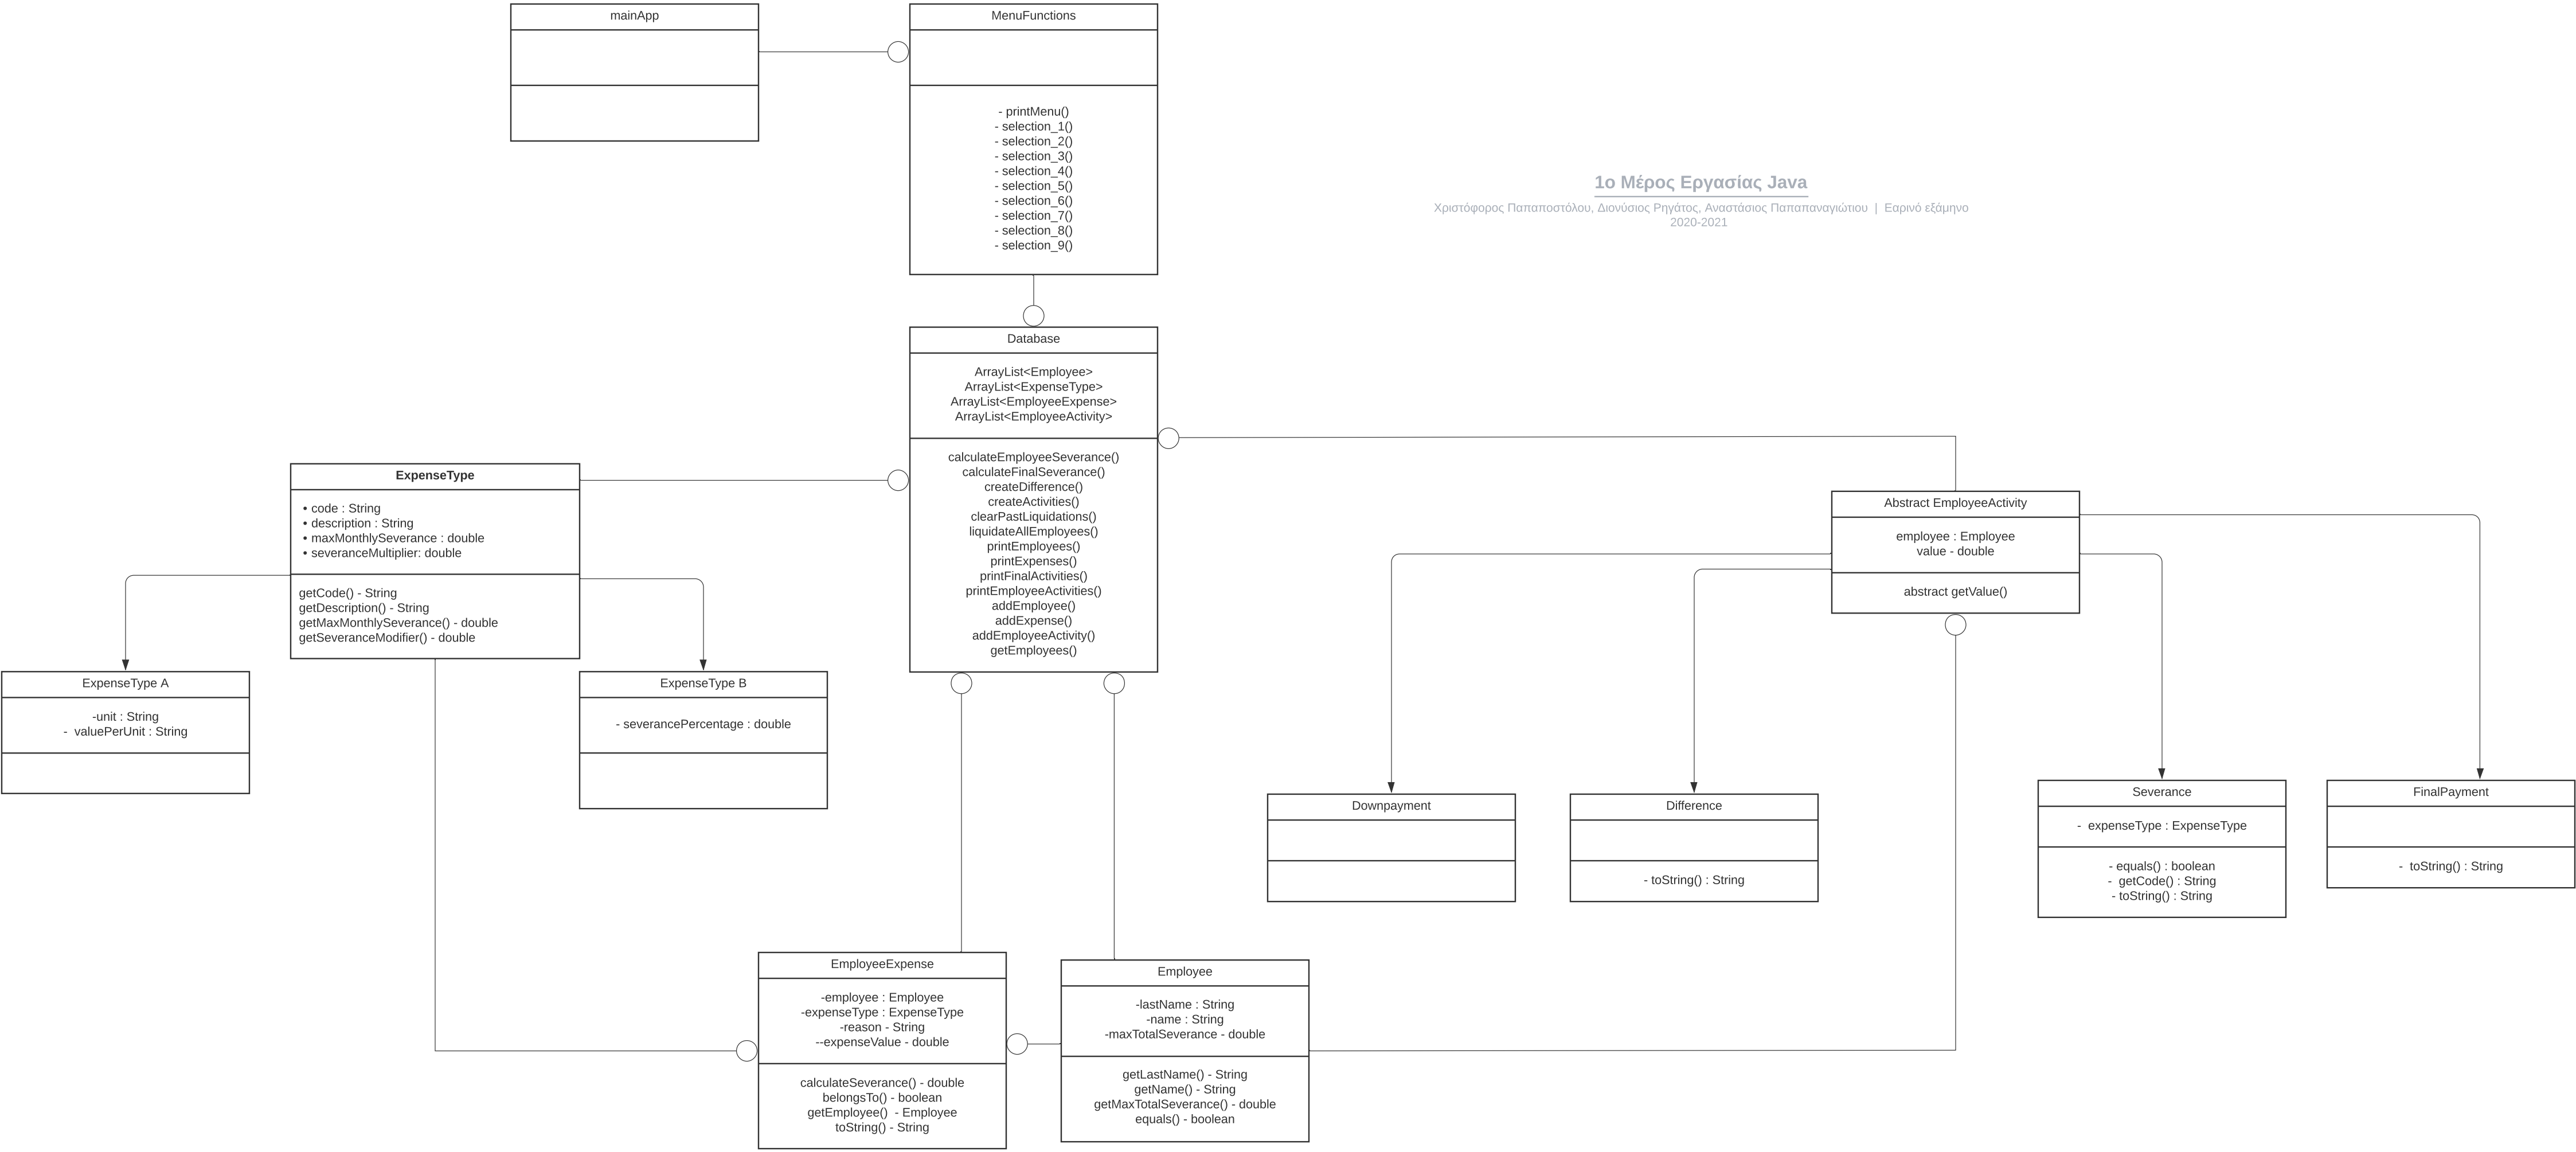 mainApp
MenuFunctions
- printMenu()
- selection_1()
- selection_2()
- selection_3()
- selection_4()
- selection_5()
- selection_6()
- selection_7()
- selection_8()
- selection_9()
1ο Μέρος Εργασίας Java
Χριστόφορος Παπαποστόλου, Διονύσιος Ρηγάτος, Αναστάσιος Παπαπαναγιώτιου | Εαρινό εξάμηνο
2020-2021
Database
ArrayList<Employee>
ArrayList<ExpenseType>
ArrayList<EmployeeExpense>
ArrayList<EmployeeActivity>
calculateEmployeeSeverance()
calculateFinalSeverance()
createDifference()
createActivities()
clearPastLiquidations()
liquidateAllEmployees()
printEmployees()
printExpenses()
printFinalActivities()
printEmployeeActivities()
addEmployee()
addExpense()
addEmployeeActivity()
getEmployees()
ExpenseType
• code : String
• description : String
• maxMonthlySeverance : double
• severanceMultiplier: double
getCode() - String
getDescription() - String
getMaxMonthlySeverance() - double
getSeveranceModifier() - double
Abstract EmployeeActivity
employee : Employee
value - double
abstract getValue()
ExpenseType A
-unit : String
- valuePerUnit : String
ExpenseType B
- severancePercentage : double
Downpayment
Difference
- toString() : String
Severance
- expenseType : ExpenseType
- equals() : boolean
- getCode() : String
- toString() : String
FinalPayment
- toString() : String
EmployeeExpense
-employee : Employee
-expenseType : ExpenseType
-reason - String
--expenseValue - double
calculateSeverance() - double
belongsTo() - boolean
getEmployee() - Employee
toString() - String
Employee
-lastName : String
-name : String
-maxTotalSeverance - double
getLastName() - String
getName() - String
getMaxTotalSeverance() - double
equals() - boolean